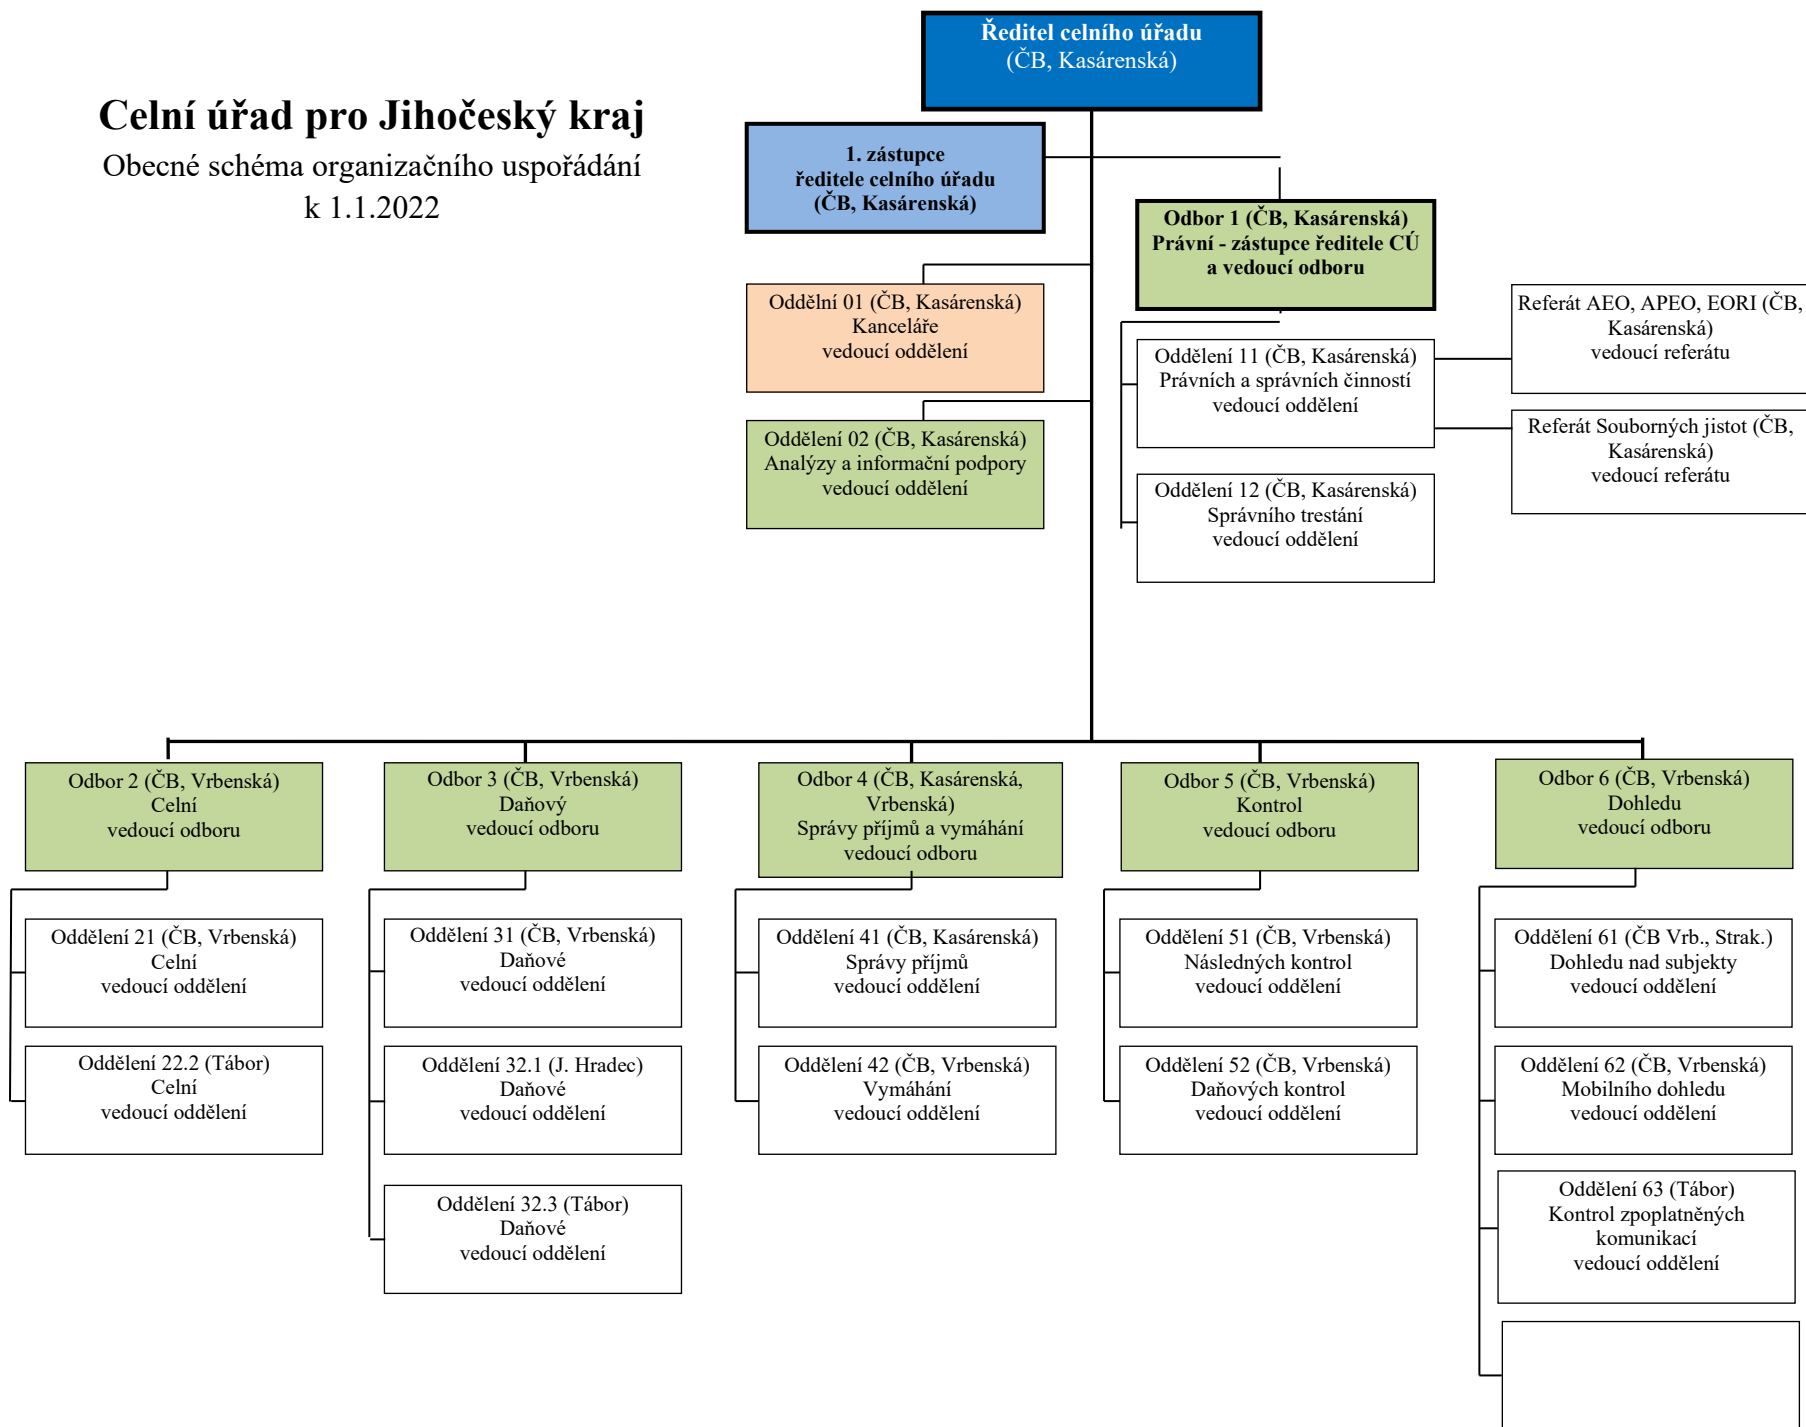 Ředitel celního úřadu
(ČB, Kasárenská)
Celní úřad pro Jihočeský kraj
Obecné schéma organizačního uspořádání
k 1.1.2022
1. zástupce
ředitele celního úřadu
(ČB, Kasárenská)
Odbor 1 (ČB, Kasárenská)
Právní - zástupce ředitele CÚ
a vedoucí odboru
Oddělní 01 (ČB, Kasárenská)
Kanceláře
vedoucí oddělení
Oddělení 02 (ČB, Kasárenská)
Analýzy a informační podpory
vedoucí oddělení
Oddělení 11 (ČB, Kasárenská)
Právních a správních činností
vedoucí oddělení
Referát AEO, APEO, EORI (ČB,
Kasárenská)
vedoucí referátu
Referát Souborných jistot (ČB,
Kasárenská)
vedoucí referátu
Oddělení 12 (ČB, Kasárenská)
Správního trestání
vedoucí oddělení
Odbor 2 (ČB, Vrbenská)
Celní
vedoucí odboru
Odbor 3 (ČB, Vrbenská)
Daňový
vedoucí odboru
Odbor 4 (ČB, Kasárenská,
Vrbenská)
Správy příjmů a vymáhání
vedoucí odboru
Odbor 5 (ČB, Vrbenská)
Kontrol
vedoucí odboru
Odbor 6 (ČB, Vrbenská)
Dohledu
vedoucí odboru
Oddělení 21 (ČB, Vrbenská)
Celní
vedoucí oddělení
Oddělení 31 (ČB, Vrbenská)
Daňové
vedoucí oddělení
Oddělení 41 (ČB, Kasárenská)
Správy příjmů
vedoucí oddělení
Oddělení 51 (ČB, Vrbenská)
Následných kontrol
vedoucí oddělení
Oddělení 61 (ČB Vrb., Strak.)
Dohledu nad subjekty
vedoucí oddělení
Oddělení 22.2 (Tábor)
Celní
vedoucí oddělení
Oddělení 32.1 (J. Hradec)
Daňové
vedoucí oddělení
Oddělení 42 (ČB, Vrbenská)
Vymáhání
vedoucí oddělení
Oddělení 52 (ČB, Vrbenská)
Daňových kontrol
vedoucí oddělení
Oddělení 62 (ČB, Vrbenská)
Mobilního dohledu
vedoucí oddělení
Oddělení 32.3 (Tábor)
Daňové
vedoucí oddělení
Oddělení 63 (Tábor)
Kontrol zpoplatněných
komunikací
vedoucí oddělení